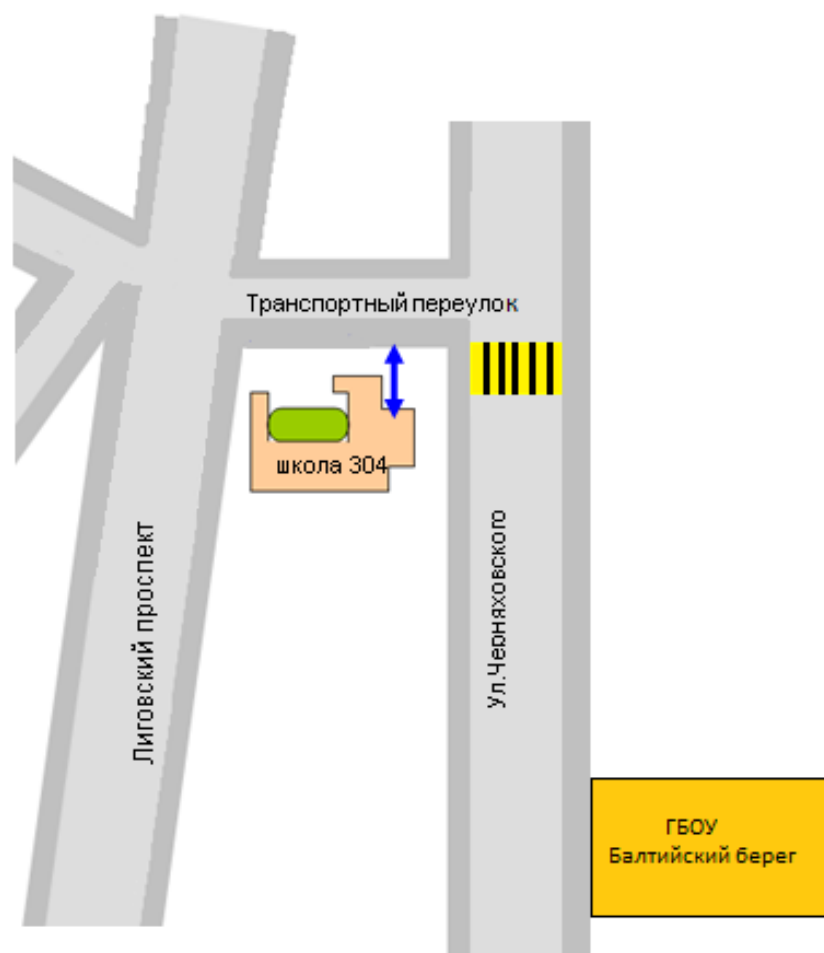 Транспортный переулок
школа 304
Лиговский проспект
Ул.Черняховского
ГБОУ
Балтийский берег